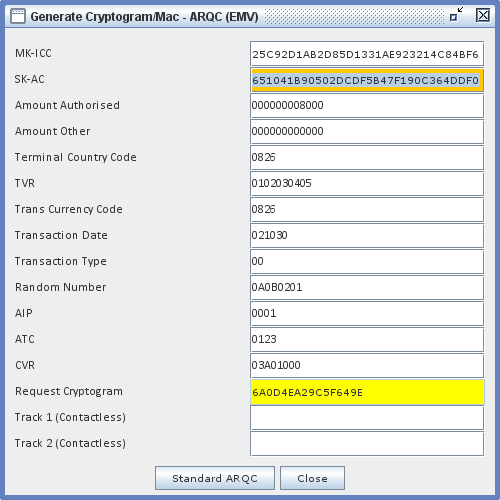 Generate Cryptogram/Mac - ARQC (EMV)
MK-ICC 25C92D1AB2D85D1331AE923214C84BF6
SK-AC 651041B90502DCDF5B47F190C364DDF0
Amount Authorised 000000008000
Amount Other 000000000000
Terminal Country Code 0826
TVR 0102030405
Trans Currency Code 0826
Transaction Date 021030
Transaction Type 00
Random Number 0A0B0201
AIP 0001
ATC 0123
CVR 03A01000
Request Cryptogram 6A0D4EA29C5F649E
Track 1 (Contactless)
Track 2 (Contactless)
Standard ARQC Close